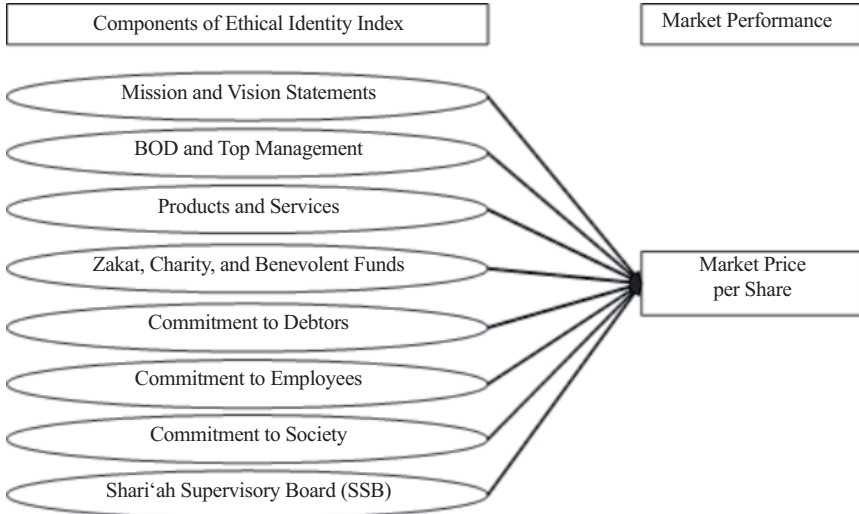 Components of Ethical Identity Index
Market Performance
Mission and Vision Statements
BOD and Top Management
Products and Services
Zakat, Charity, and Benevolent Funds
Commitment to Debtors
Commitment to Employees
Commitment to Society
Shari‘ah Supervisory Board (SSB)
Market Price
per Share